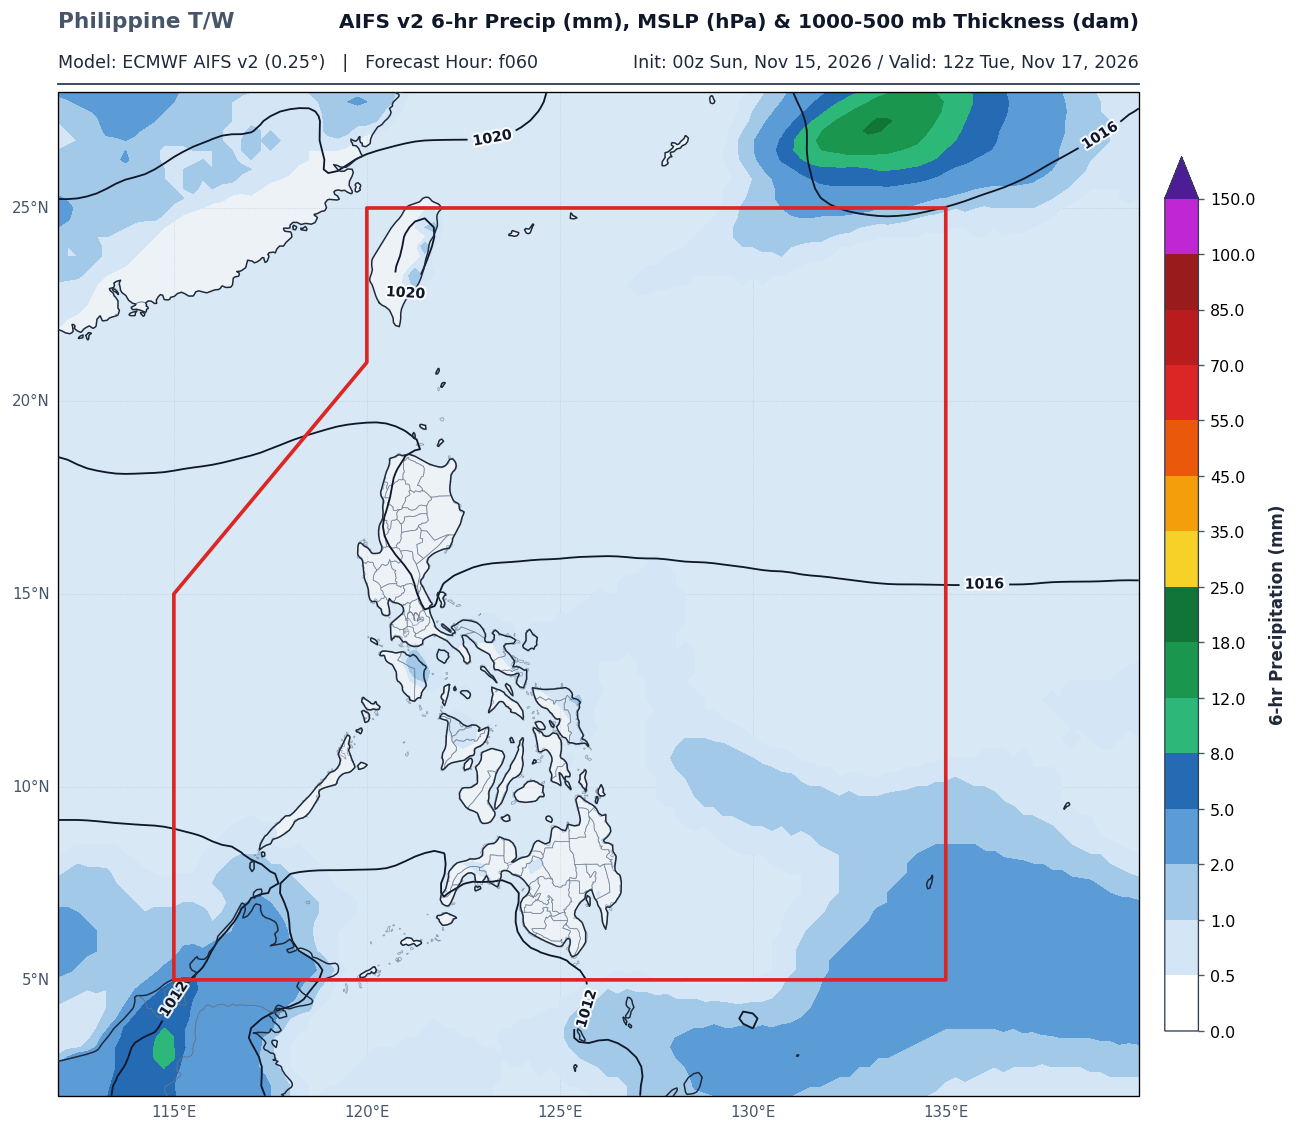 Philippine T/W
AIFS v2 6-hr Precip (mm), MSLP (hPa) & 1000-500 mb Thickness (dam)
Model: ECMWF AIFS v2 (0.25°) | Forecast Hour: f060
Init: 00z Sun, Nov 15, 2026 / Valid: 12z Tue, Nov 17, 2026
1020
1016
25°N
1020
20°N
15°N
1016
10°N
5°N
1012
1012
115°E
120°E
125°E
130°E
135°E
150.0
100.0
85.0
70.0
55.0
45.0
35.0
25.0
18.0
12.0
8.0
5.0
2.0
1.0
0.5
0.0
6-hr Precipitation (mm)